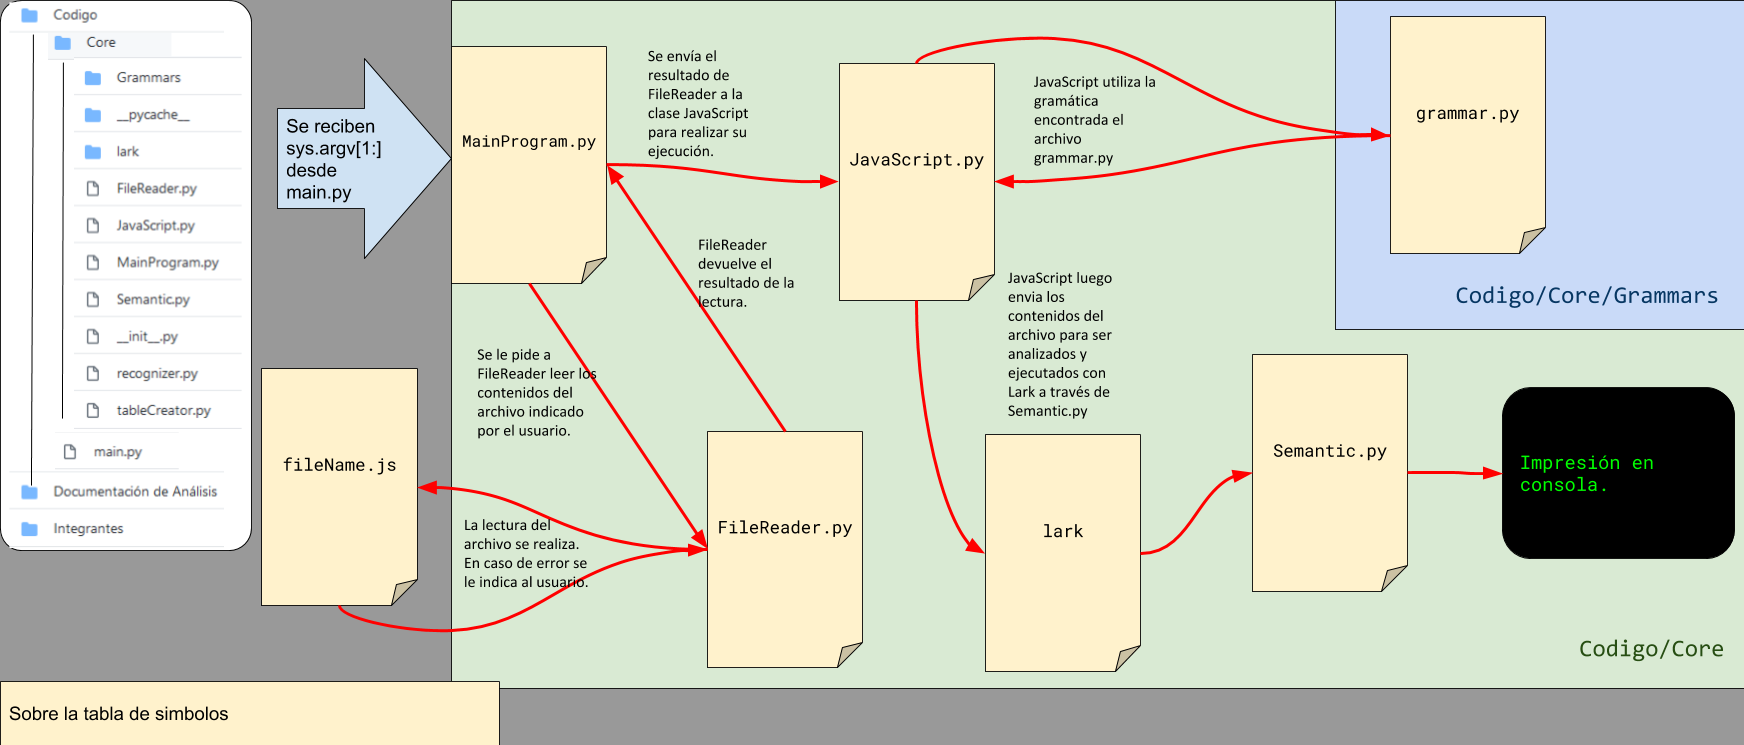 Codigo
Core
Grammars
__pycache__
lark
FileReader.py
JavaScript.py
MainProgram.py
Semantic.py
__init__.py
recognizer.py
tableCreator.py
main.py
Documentación de Análisis
Integrantes
Se reciben
sys.argv[1:]
desde
main.py
MainProgram.py
Se envía el
resultado de
FileReader a la
clase JavaScript
para realizar su
ejecución.
JavaScript.py
JavaScript utiliza la
gramática
encontrada el
archivo
grammar.py
grammar.py
Codigo/Core/Grammars
FileReader
devuelve el
resultado de la
lectura.
JavaScript luego
envia los
contenidos del
archivo para ser
analizados y
ejecutados con
Lark a través de
Semantic.py
Se le pide a
FileReader leer los
contenidos del
archivo indicado
por el usuario.
fileName.js
La lectura del
archivo se realiza.
En caso de error se
le indica al usuario.
FileReader.py
lark
Semantic.py
Impresión en
consola.
Codigo/Core
Sobre la tabla de simbolos